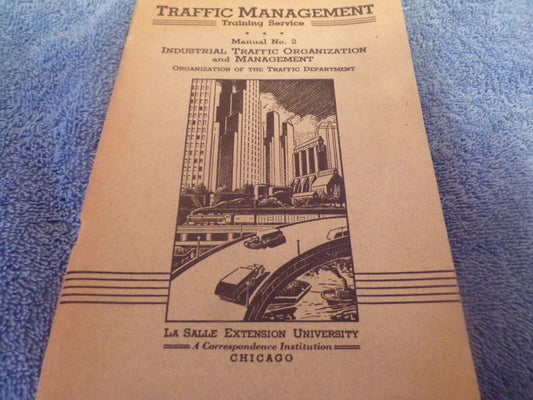 TRAFFIC MANAGEMENT
Training Service
Manual No. 2
INDUSTRIAL TRAFFIC ORGANIZATION
and MANAGEMENT
ORGANIZATION OF THE TRAFFIC DEPARTMENT
LA SALLE EXTENSION UNIVERSITY
A Correspondence Institution
CHICAGO